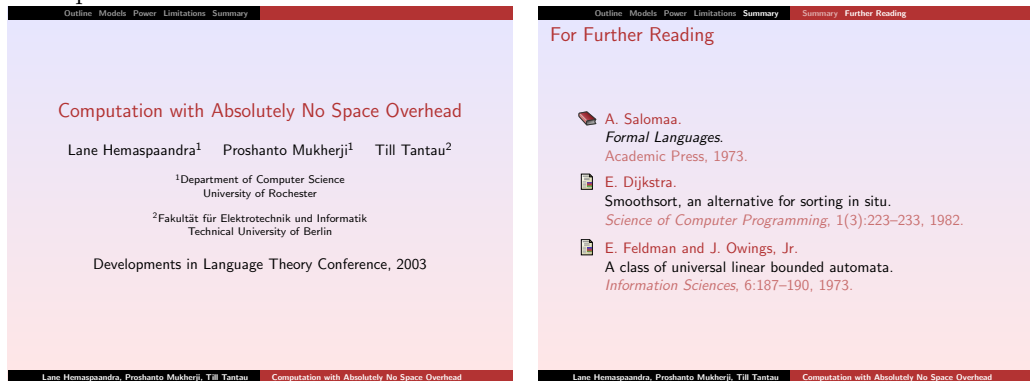 Outline Models Power Limitations Summary
Computation with Absolutely No Space Overhead
Lane Hemaspaandra1 Proshanto Mukherji1 Till Tantau2
1Department of Computer Science
University of Rochester
2Fakultät für Elektrotechnik und Informatik
Technical University of Berlin
Developments in Language Theory Conference, 2003
Lane Hemaspaandra, Proshanto Mukherji, Till Tantau Computation with Absolutely No Space Overhead
Outline Models Power Limitations Summary Summary Further Reading
For Further Reading
A. Salomaa.
Formal Languages.
Academic Press, 1973.
E. Dijkstra.
Smoothsort, an alternative for sorting in situ.
Science of Computer Programming, 1(3):223–233, 1982.
E. Feldman and J. Owings, Jr.
A class of universal linear bounded automata.
Information Sciences, 6:187–190, 1973.
Lane Hemaspaandra, Proshanto Mukherji, Till Tantau Computation with Absolutely No Space Overhead